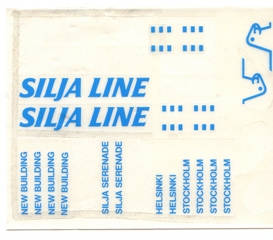 SILJA LINE
SILJA LINE
NEW BUILDING
NEW BUILDING
NEW BUILDING
NEW BUILDING
SILJA SERENADE
SILJA SERENADE
HELSINKI
HELSINKI
STOCKHOLM
STOCKHOLM
STOCKHOLM
STOCKHOLM